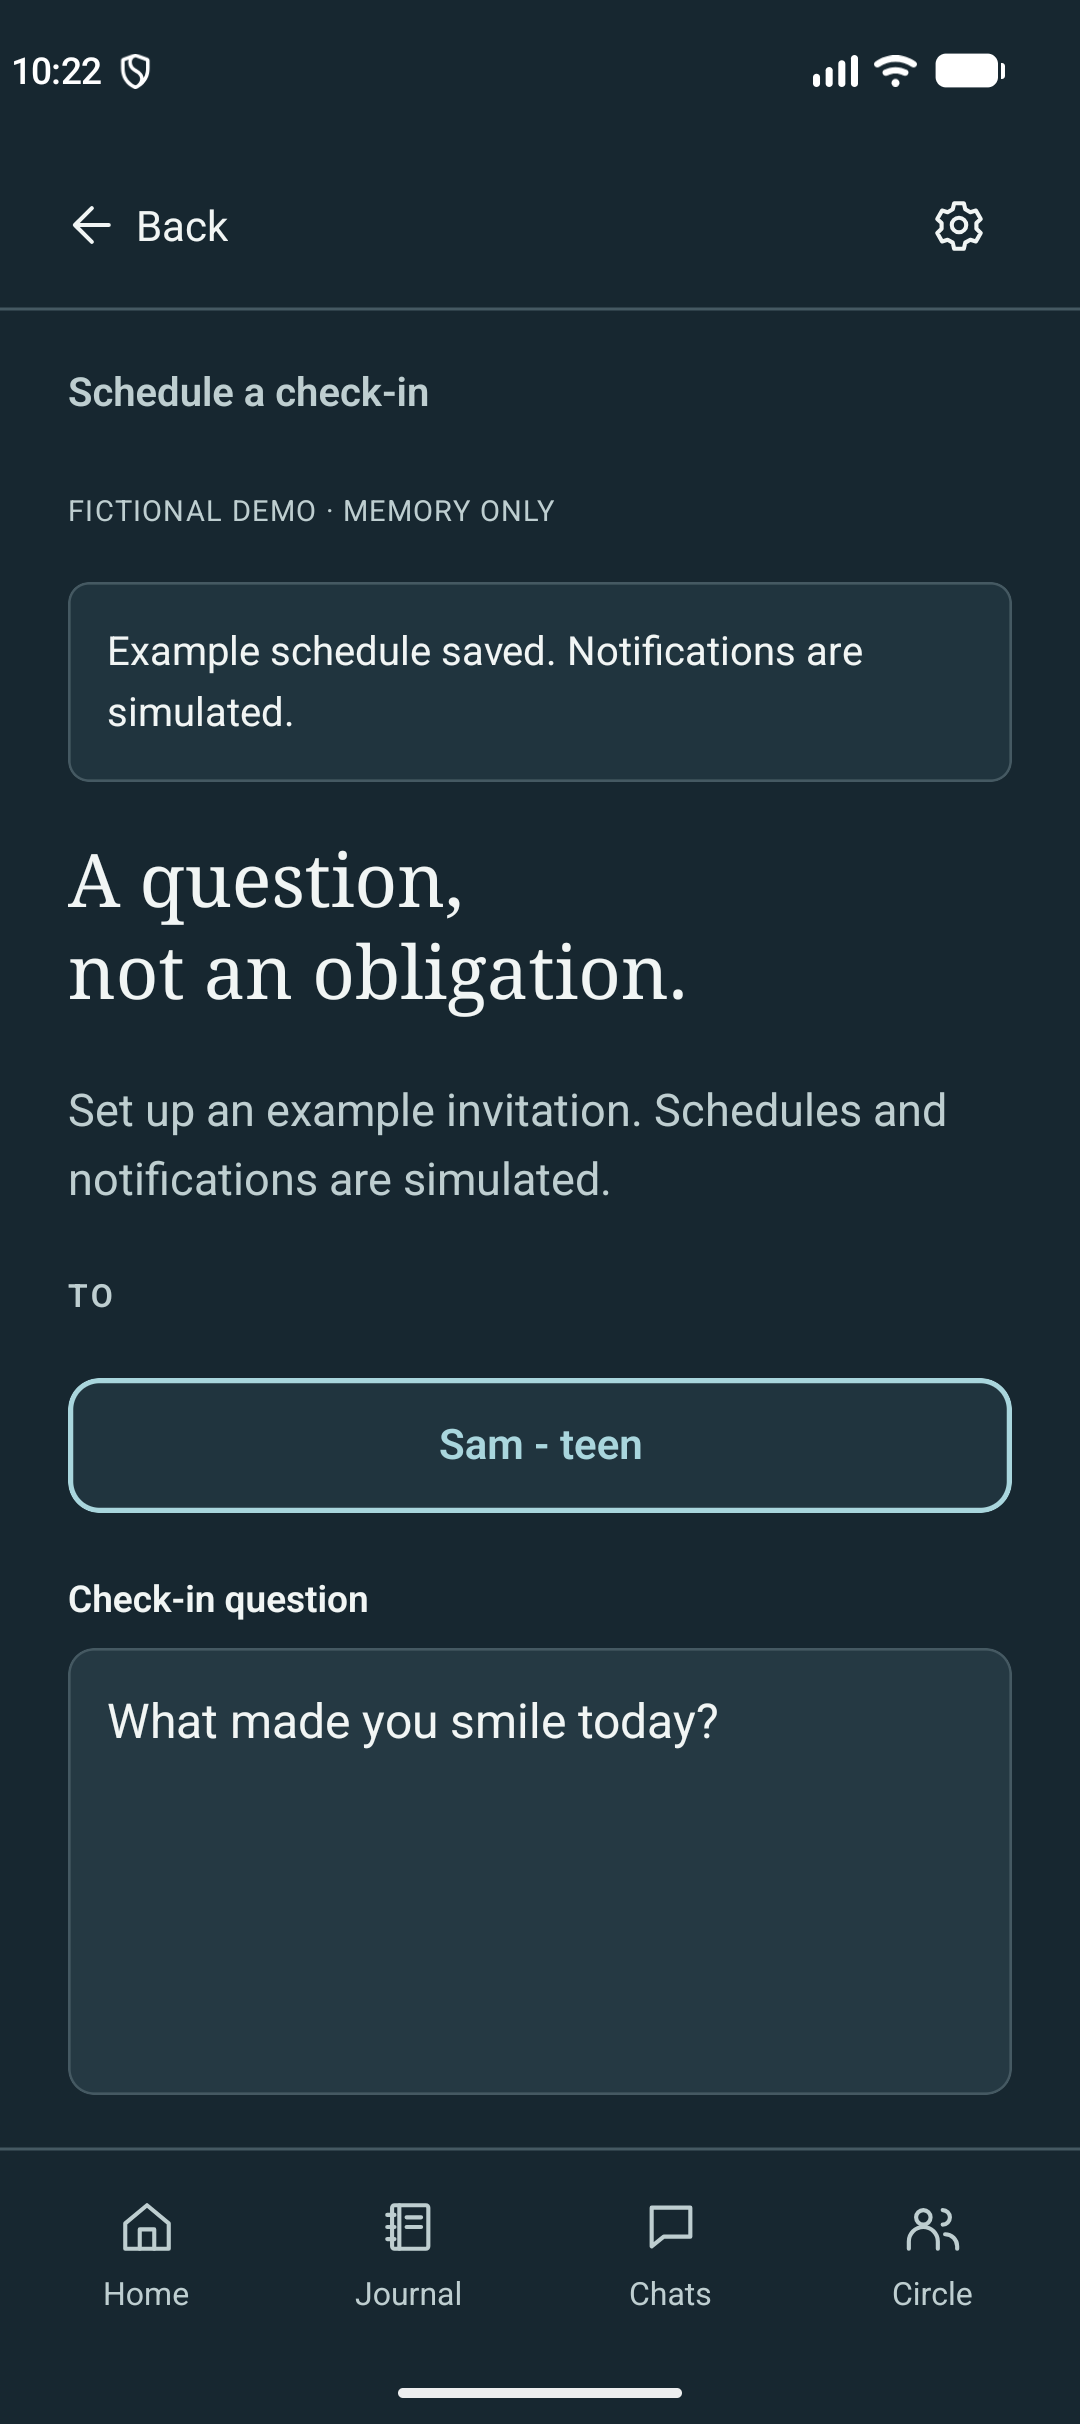 10:22
Back
Schedule a check-in
FICTIONAL DEMO · MEMORY ONLY
Example schedule saved. Notifications are
simulated.
A question,
not an obligation.
Set up an example invitation. Schedules and
notifications are simulated.
TO
Sam - teen
Check-in question
What made you smile today?
Home
Journal
Chats
Circle